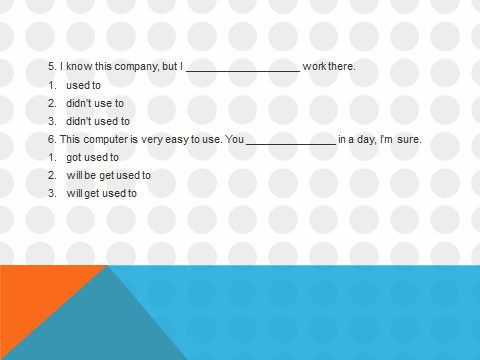 5. I know this company, but I ___________________ work there.
1. used to
2. didn't use to
3. didn't used to
6. This computer is very easy to use. You _______________ in a day, I'm sure.
1. got used to
2. will be get used to
3. will get used to